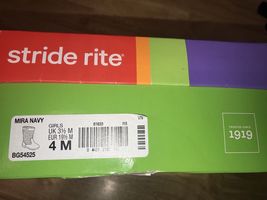 stride rite
MIRA NAVY
GIRLS
UK 3½ M
EUR 19½ M
4 M
BG54525
1919